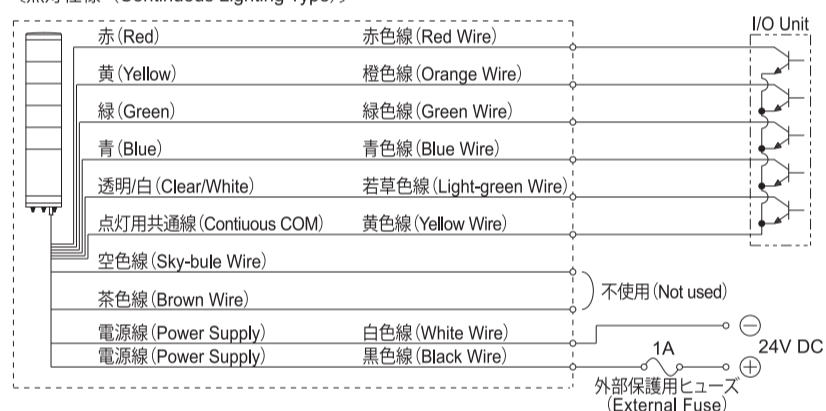 〈点灯仕様 (Continuous Lighting Type)〉
I/O Unit
赤(Red) 赤色線(Red Wire)
黄(Yellow) 橙色線(Orange Wire)
緑(Green) 緑色線(Green Wire)
青(Blue) 青色線(Blue Wire)
透明/白(Clear/White) 若草色線(Light-green Wire)
点灯用共通線(Contiuous COM) 黄色線(Yellow Wire)
空色線(Sky-bule Wire)
茶色線(Brown Wire)
不使用(Not used)
電源線(Power Supply) 白色線(White Wire)
電源線(Power Supply) 黒色線(Black Wire)
1A
24V DC
外部保護用ヒューズ
(External Fuse)